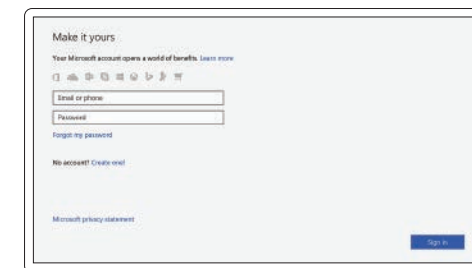 Make it yours
Your Microsoft account opens a world of benefits. Learn more
Email or phone
Password
Forgot my password
No account? Create one!
Microsoft privacy statement
Sign in